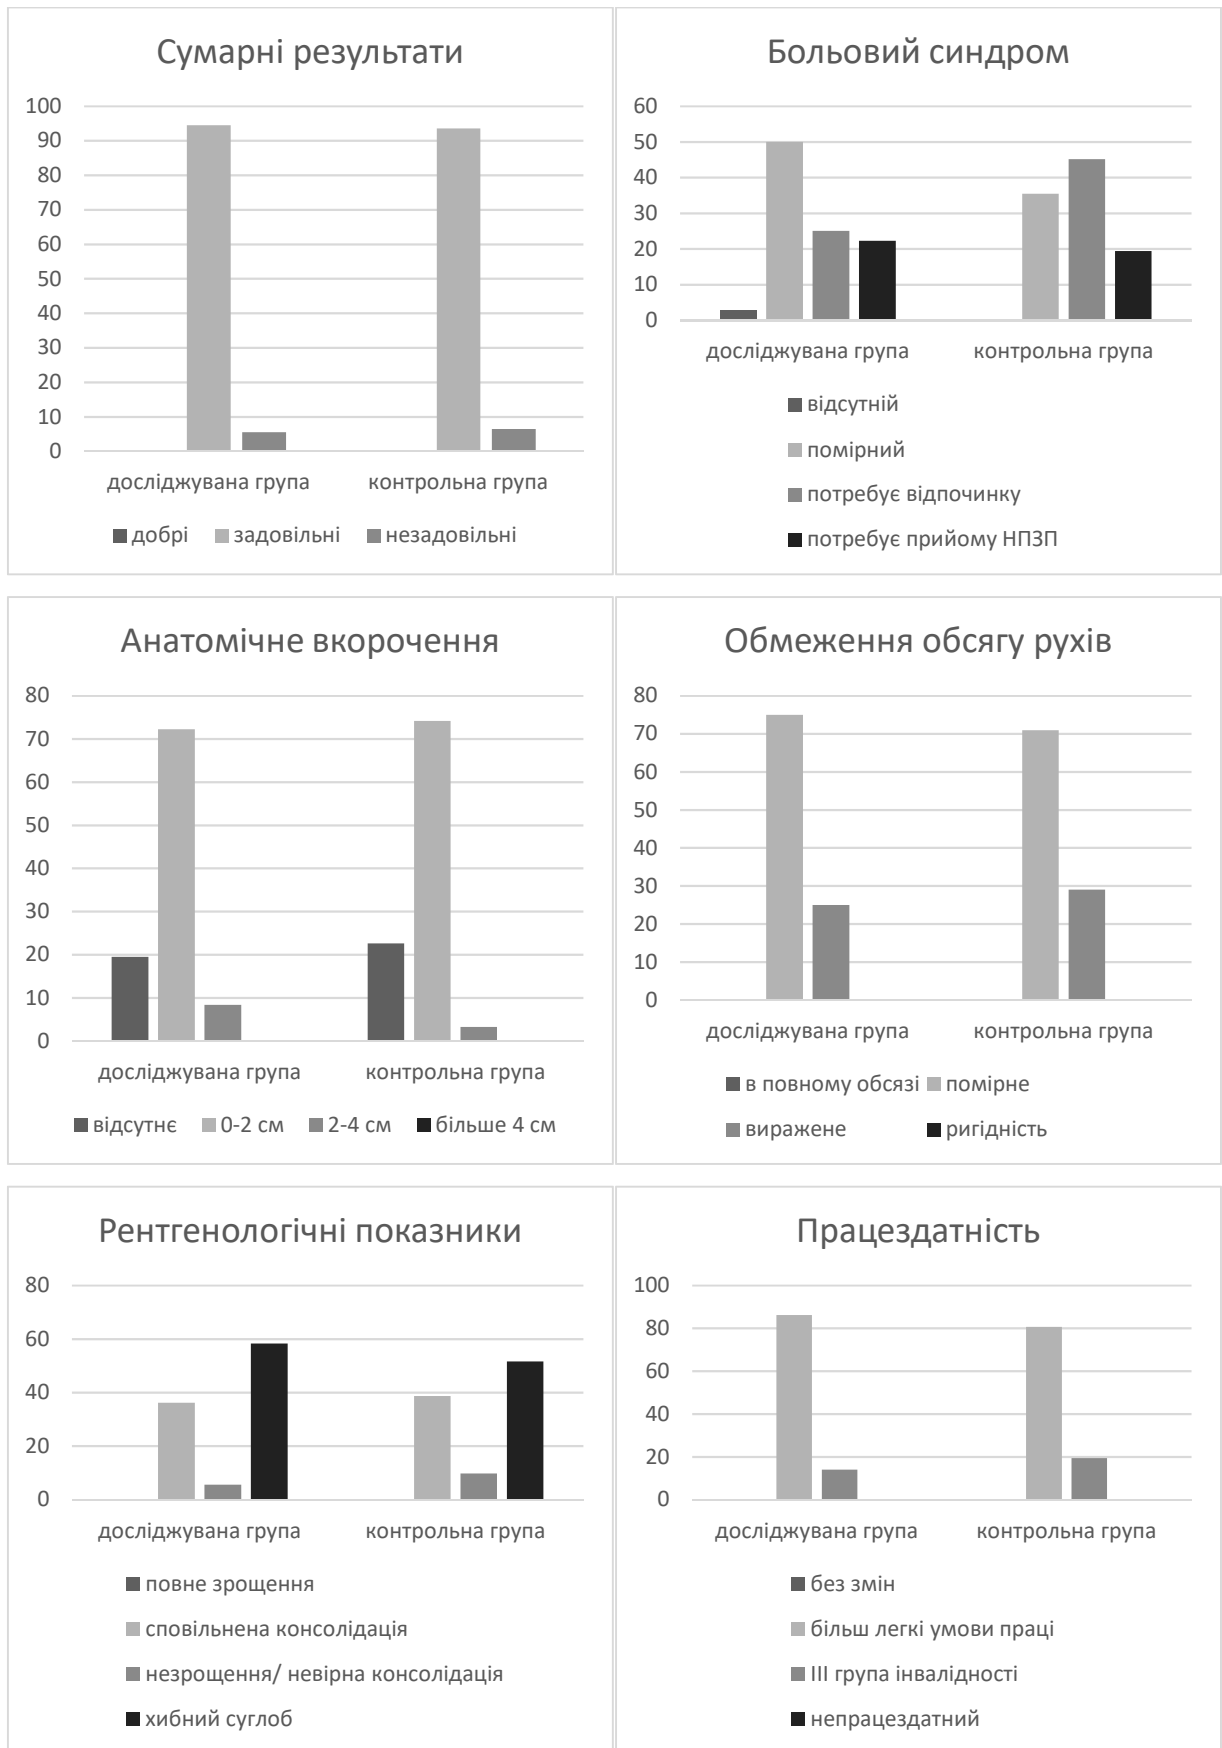 Сумарні результати
100
90
80
70
60
50
40
30
20
10
0
досліджувана група контрольна група
добрі задовільні незадовільні
Больовий синдром
60
50
40
30
20
10
0
досліджувана група контрольна група
відсутній
помірний
потребує відпочинку
потребує прийому НПЗП
Анатомічне вкорочення
80
70
60
50
40
30
20
10
0
досліджувана група контрольна група
відсутнє 0-2 см 2-4 см більше 4 см
Обмеження обсягу рухів
80
70
60
50
40
30
20
10
0
досліджувана група контрольна група
в повному обсязі помірне
виражене ригідність
Рентгенологічні показники
80
60
40
20
0
досліджувана група контрольна група
повне зрощення
сповільнена консолідація
незрощення/ невірна консолідація
хибний суглоб
Працездатність
100
80
60
40
20
0
досліджувана група контрольна група
без змін
більш легкі умови праці
ІІІ група інвалідності
непрацездатний